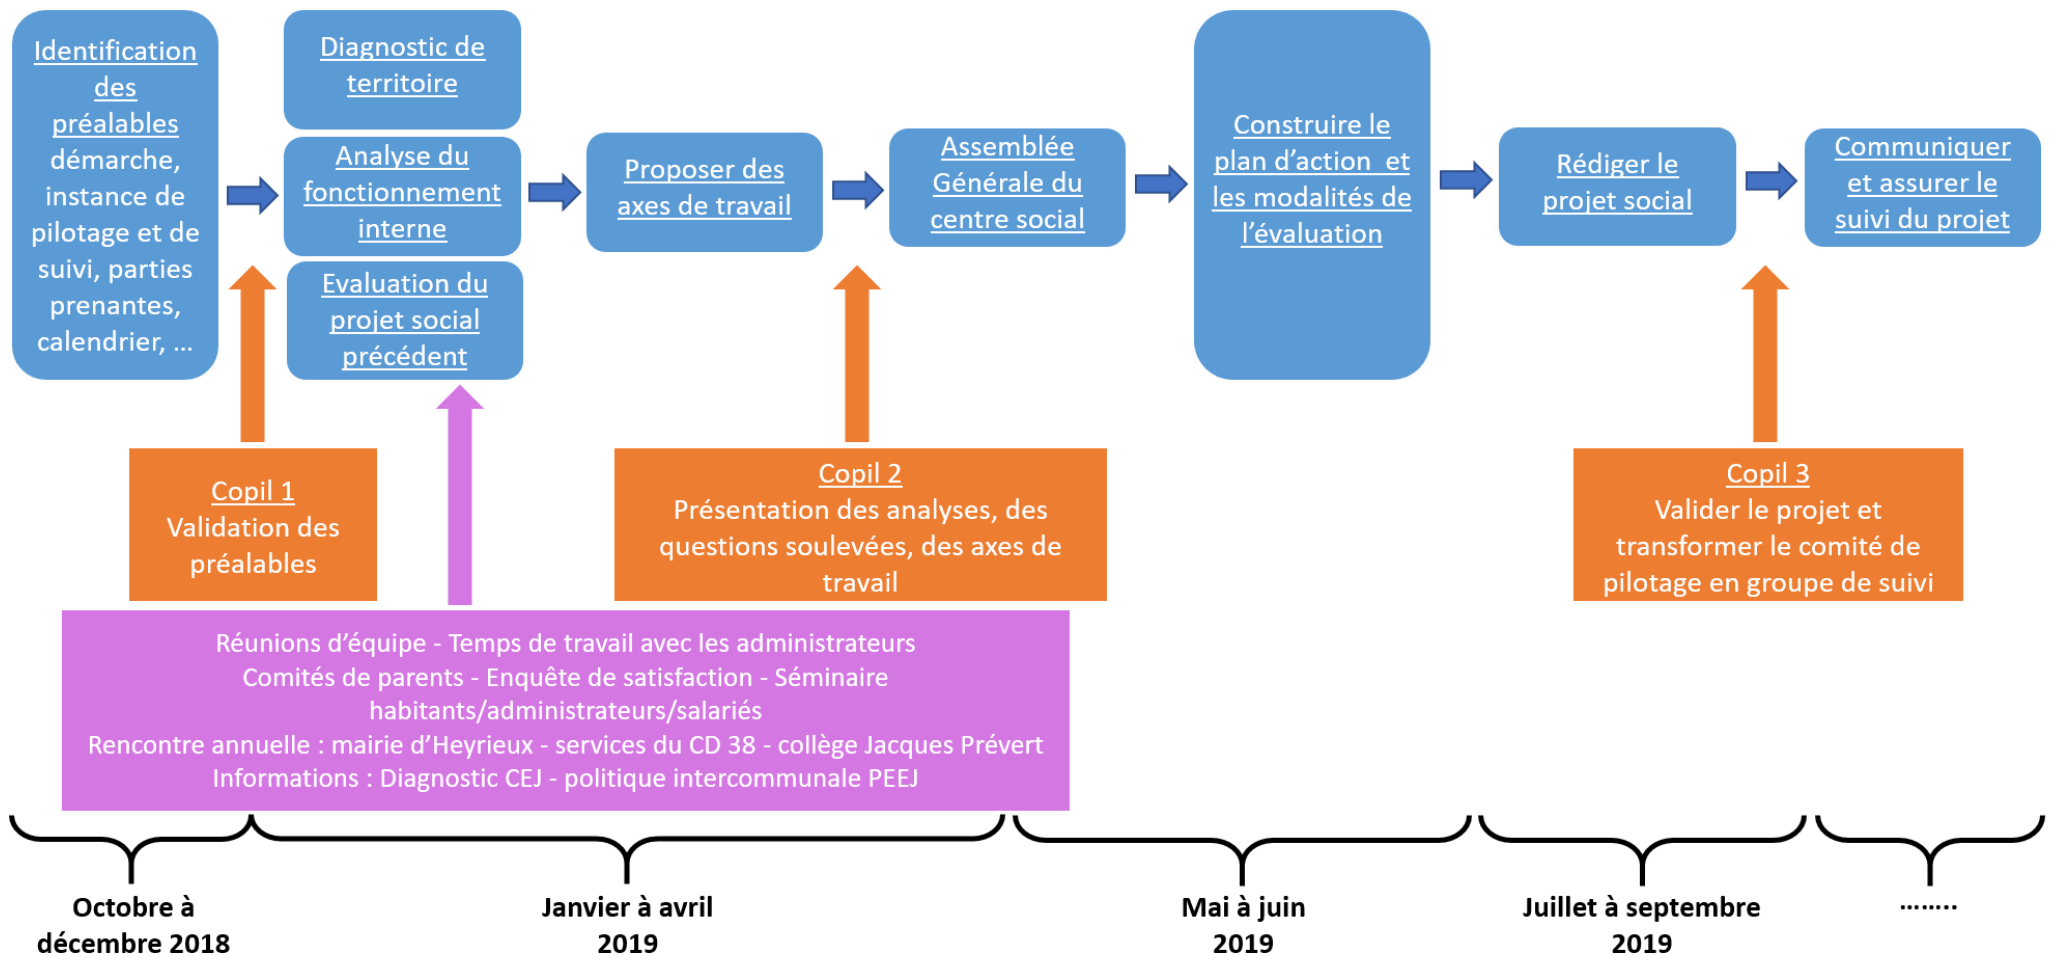 Identification
des
préalables
démarche,
instance de
pilotage et de
suivi, parties
prenantes,
calendrier, ...
Diagnostic de
territoire
Analyse du
fonctionnement
interne
Evaluation du
projet social
précédent
Proposer des
axes de travail
Assemblée
Générale du
centre social
Construire le
plan d’action et
les modalités de
l’évaluation
Rédiger le
projet social
Communiquer
et assurer le
suivi du projet
Copil 1
Validation des
préalables
Copil 2
Présentation des analyses, des
questions soulevées, des axes de
travail
Copil 3
Valider le projet et
transformer le comité de
pilotage en groupe de suivi
Réunions d’équipe - Temps de travail avec les administrateurs
Comités de parents - Enquête de satisfaction - Séminaire
habitants/administrateurs/salariés
Rencontre annuelle : mairie d’Heyrieux - services du CD 38 - collège Jacques Prévert
Informations : Diagnostic CEJ - politique intercommunale PEEJ
Octobre à
décembre 2018
Janvier à avril
2019
Mai à juin
2019
Juillet à septembre
2019
........